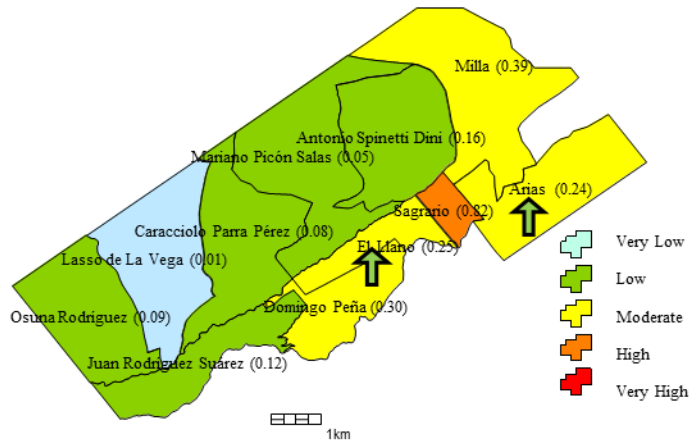 Milla (0.39)
Antonio Spinetti Dini (0.16)
Mariano Picón Salas (0.05)
Arias (0.24)
Sagrario (0.82)
Caracciolo Parra Pérez (0.08)
El Llano (0.25)
Lasso de La Vega (0.01)
Domingo Peña (0.30)
Osuna Rodríguez (0.09)
Juan Rodríguez Suárez (0.12)
Very Low
Low
Moderate
High
Very High
1km